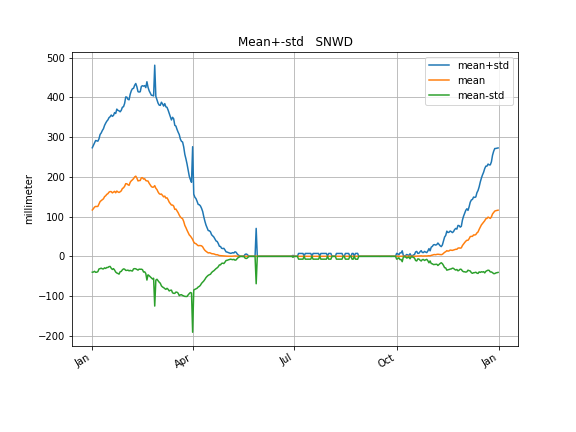 Mean+-std   SNWD
mean+std
mean
mean-std
millimeter
500
400
300
200
100
0
−100
−200
Jan
Apr
Jul
Oct
Jan